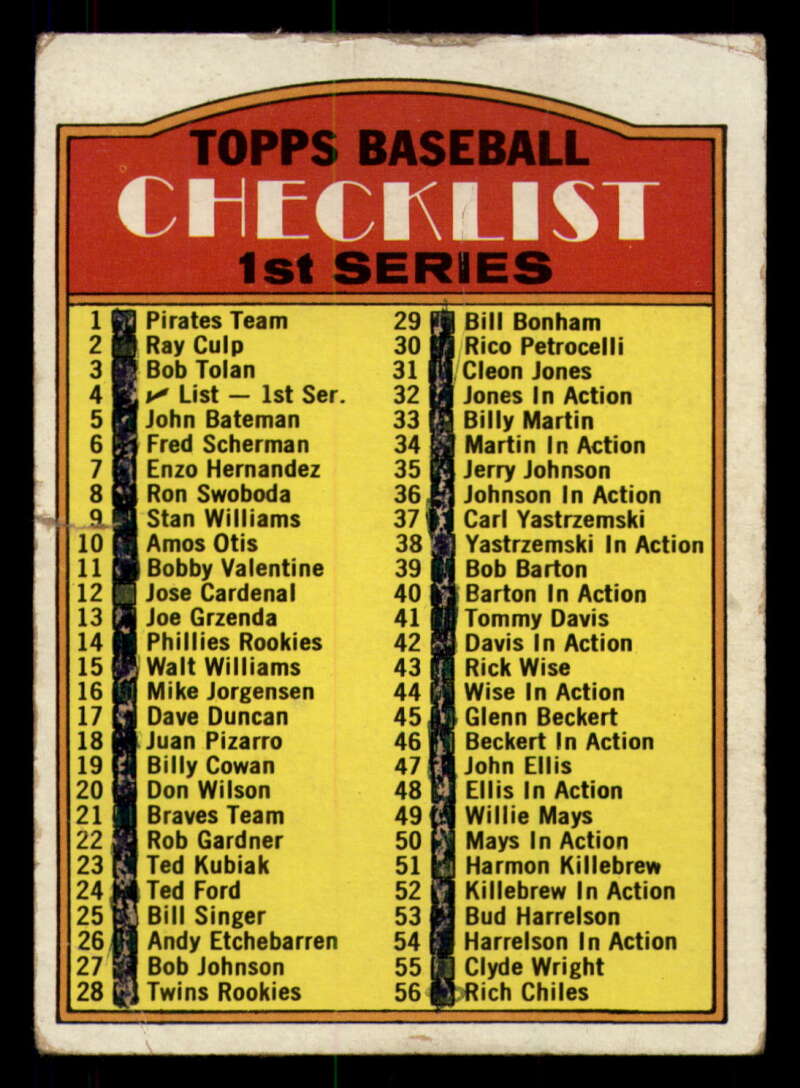 TOPPS BASEBALL
CHECKLIST
1st SERIES
1 Pirates Team
2 Ray Culp
3 Bob Tolan
4 ✔ List — 1st Ser.
5 John Bateman
6 Fred Scherman
7 Enzo Hernandez
8 Ron Swoboda
9 Stan Williams
10 Amos Otis
11 Bobby Valentine
12 Jose Cardenal
13 Joe Grzenda
14 Phillies Rookies
15 Walt Williams
16 Mike Jorgensen
17 Dave Duncan
18 Juan Pizarro
19 Billy Cowan
20 Don Wilson
21 Braves Team
22 Rob Gardner
23 Ted Kubiak
24 Ted Ford
25 Bill Singer
26 Andy Etchebarren
27 Bob Johnson
28 Twins Rookies
29 Bill Bonham
30 Rico Petrocelli
31 Cleon Jones
32 Jones In Action
33 Billy Martin
34 Martin In Action
35 Jerry Johnson
36 Johnson In Action
37 Carl Yastrzemski
38 Yastrzemski In Action
39 Bob Barton
40 Barton In Action
41 Tommy Davis
42 Davis In Action
43 Rick Wise
44 Wise In Action
45 Glenn Beckert
46 Beckert In Action
47 John Ellis
48 Ellis In Action
49 Willie Mays
50 Mays In Action
51 Harmon Killebrew
52 Killebrew In Action
53 Bud Harrelson
54 Harrelson In Action
55 Clyde Wright
56 Rich Chiles